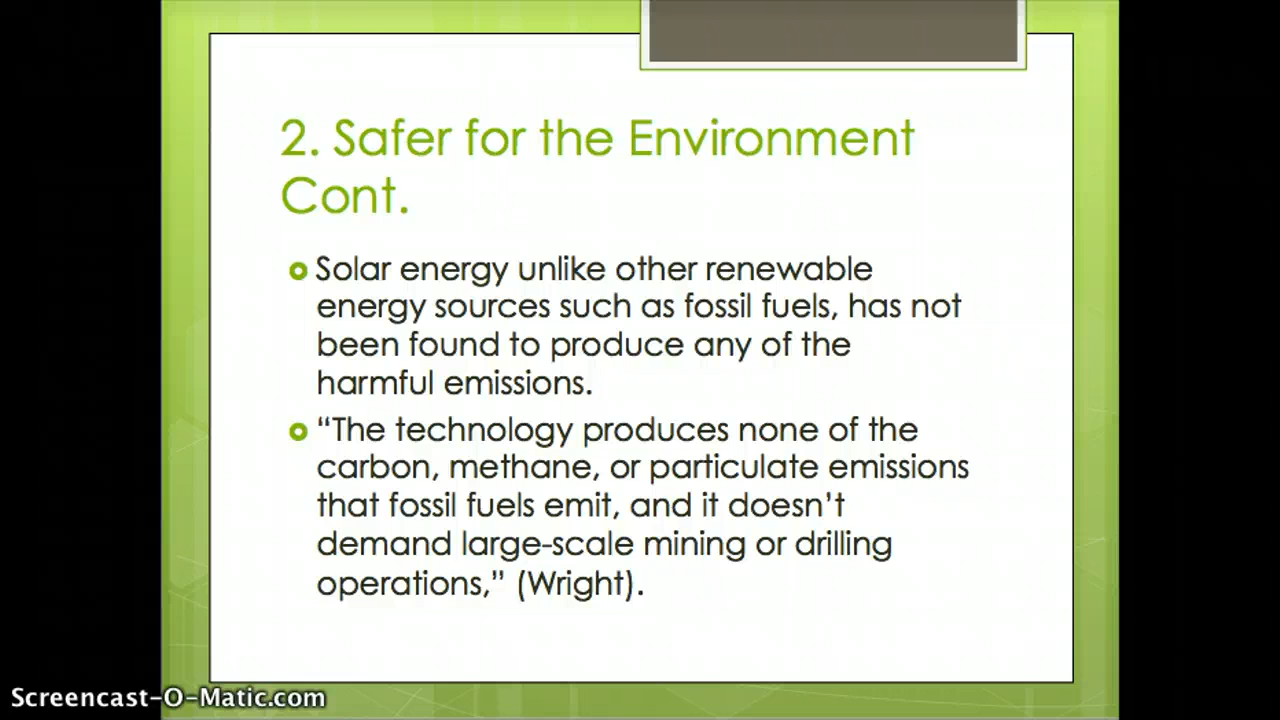 2. Safer for the Environment
Cont.
Solar energy unlike other renewable
energy sources such as fossil fuels, has not
been found to produce any of the
harmful emissions.
“The technology produces none of the
carbon, methane, or particulate emissions
that fossil fuels emit, and it doesn’t
demand large-scale mining or drilling
operations,” (Wright).
Screencast-O-Matic.com